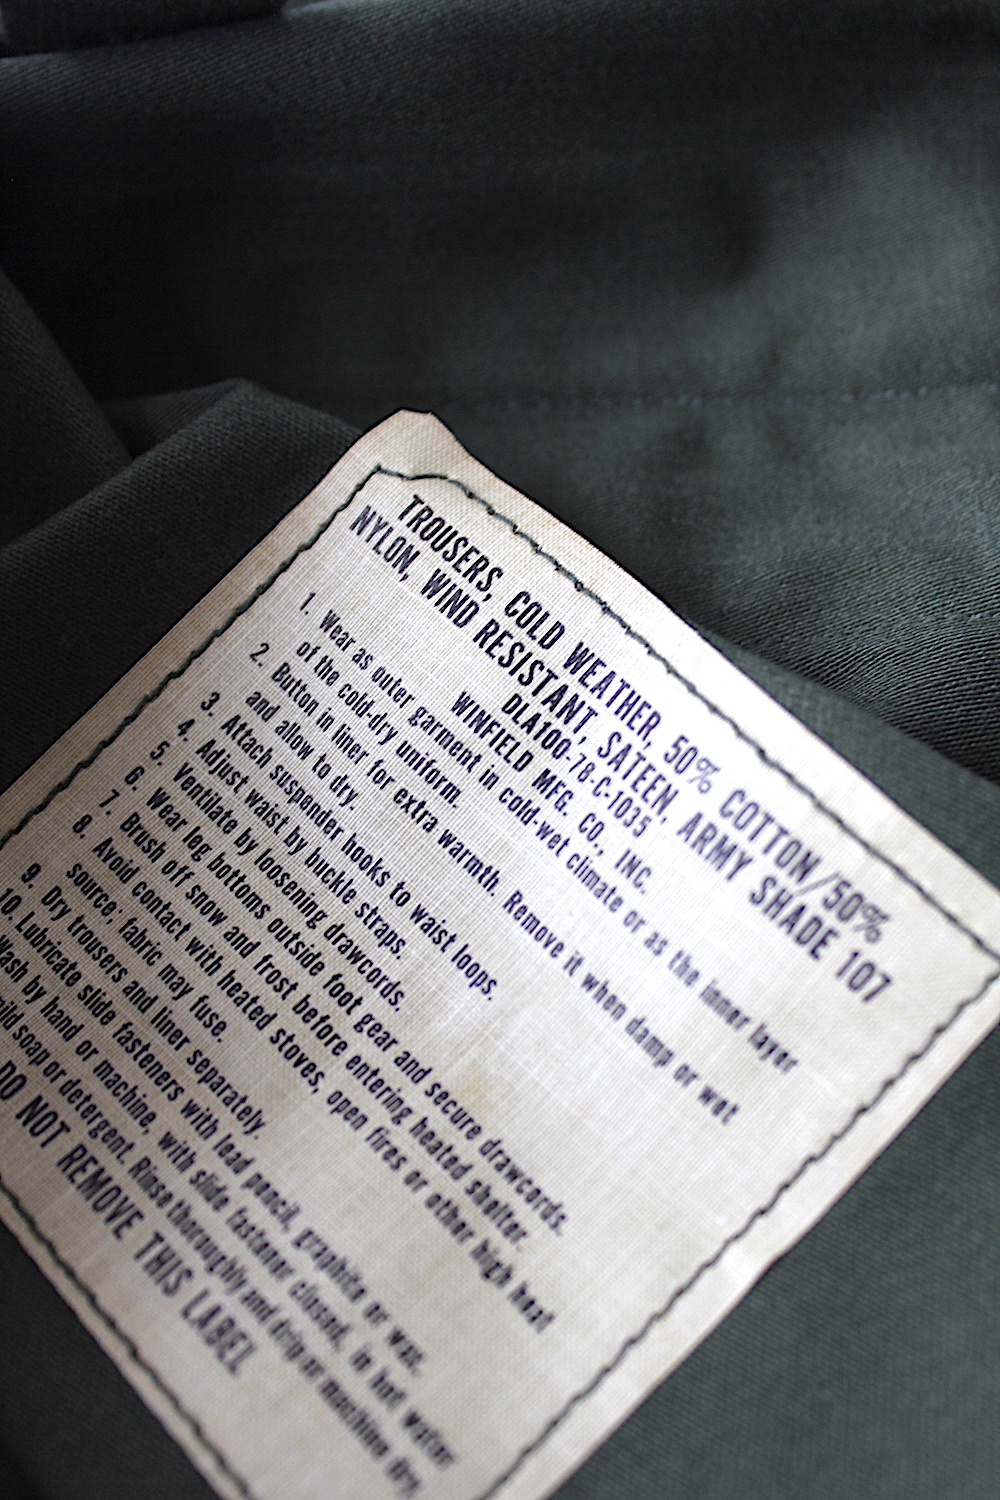 TROUSERS, COLD WEATHER, 50% COTTON/50%
NYLON, WIND RESISTANT, SATEEN, ARMY SHADE 107
DLA100-78-C-1035
WINFIELD MFG. CO., INC.
1. Wear as outer garment in cold-wet climate or as the inner layer
of the cold-dry uniform.
2. Button in liner for extra warmth. Remove it when damp or wet
and allow to dry.
3. Attach suspender hooks to waist loops.
4. Adjust waist by buckle straps.
5. Ventilate by loosening drawcords.
6. Wear leg bottoms outside foot gear and secure drawcords.
7. Brush off snow and frost before entering heated shelter.
8. Avoid contact with heated stoves, open fires or other high heat
source; fabric may fuse.
9. Dry trousers and liner separately.
10. Lubricate slide fasteners with lead pencil, graphite or wax.
Wash by hand or machine, with slide fastener closed, in hot water
mild soap or detergent. Rinse thoroughly and drip or machine dry.
DO NOT REMOVE THIS LABEL